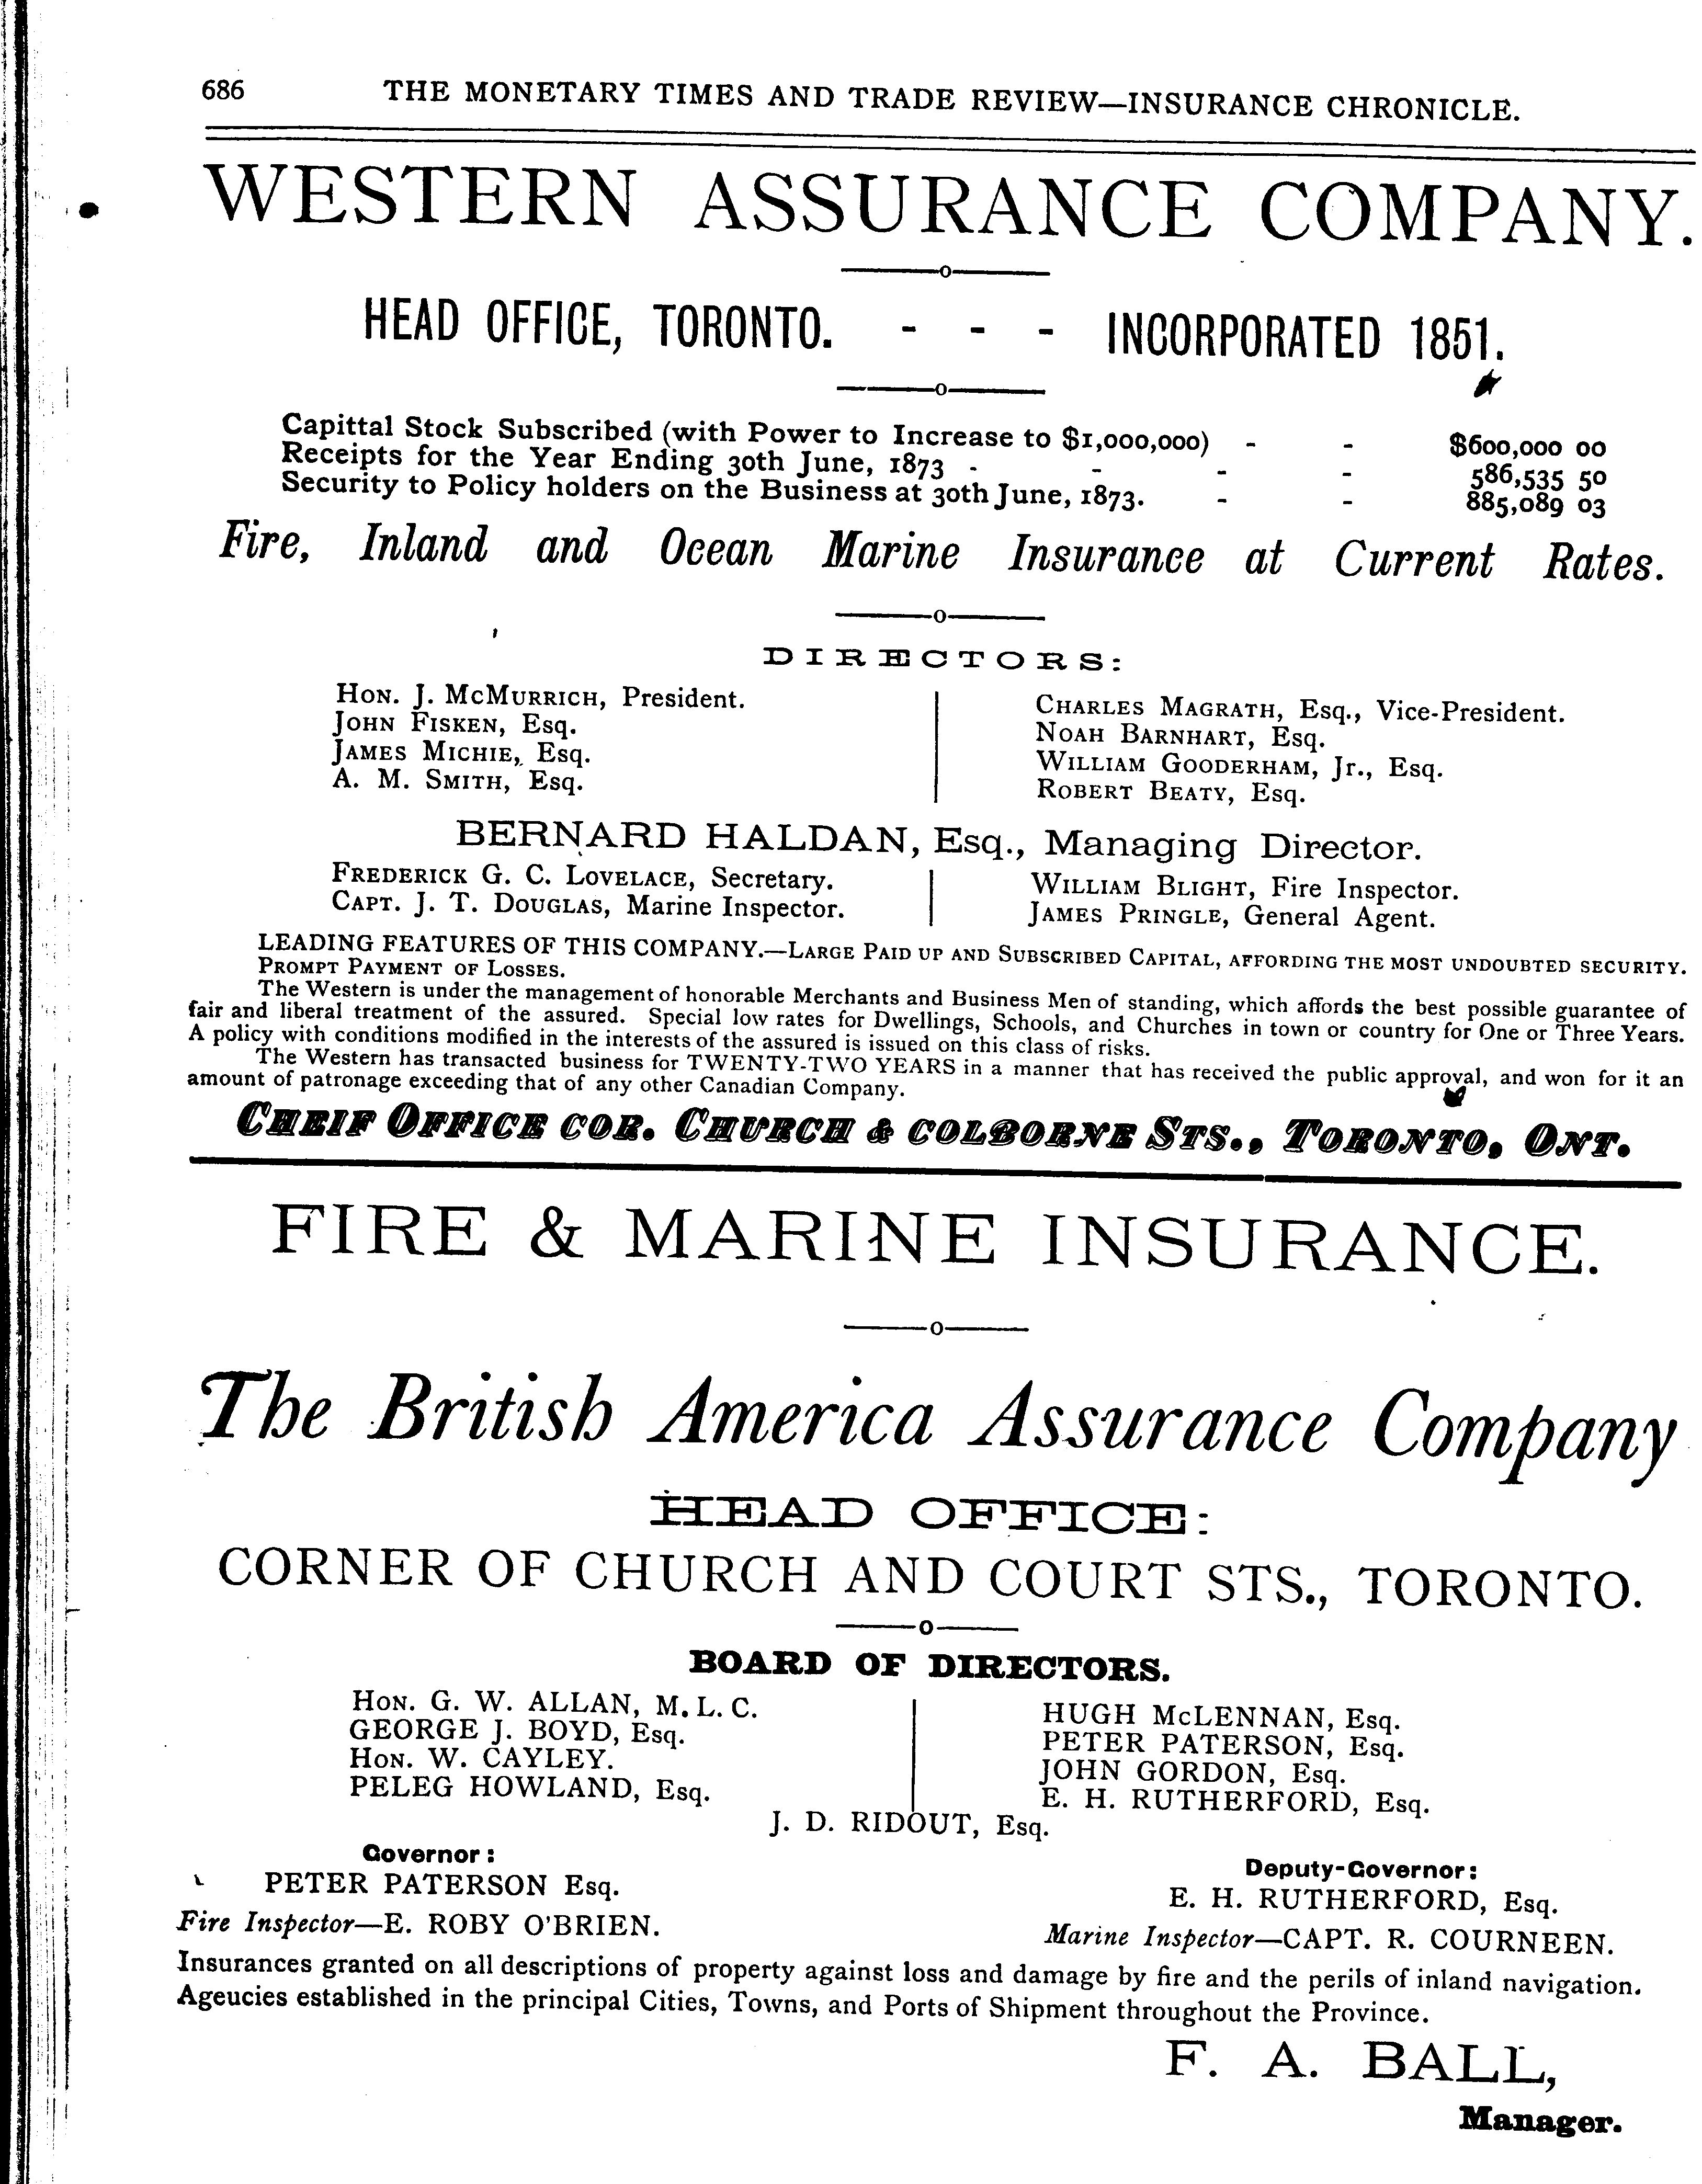 686 THE MONETARY TIMES AND TRADE REVIEW—INSURANCE CHRONICLE.
WESTERN ASSURANCE COMPANY.
HEAD OFFICE, TORONTO. - - - INCORPORATED 1851.
Capittal Stock Subscribed (with Power to Increase to $1,000,000) - - $600,000 00
Receipts for the Year Ending 30th June, 1873 - - - - 586,535 50
Security to Policy holders on the Business at 30th June, 1873. - - 885,089 03
Fire, Inland and Ocean Marine Insurance at Current Rates.
DIRECTORS:
HON. J. MCMURRICH, President.
JOHN FISKEN, Esq.
JAMES MICHIE, Esq.
A. M. SMITH, Esq.
CHARLES MAGRATH, Esq., Vice-President.
NOAH BARNHART, Esq.
WILLIAM GOODERHAM, Jr., Esq.
ROBERT BEATY, Esq.
BERNARD HALDAN, Esq., Managing Director.
FREDERICK G. C. LOVELACE, Secretary.
CAPT. J. T. DOUGLAS, Marine Inspector.
WILLIAM BLIGHT, Fire Inspector.
JAMES PRINGLE, General Agent.
LEADING FEATURES OF THIS COMPANY.—LARGE PAID UP AND SUBSCRIBED CAPITAL, AFFORDING THE MOST UNDOUBTED SECURITY.
PROMPT PAYMENT OF LOSSES.
The Western is under the management of honorable Merchants and Business Men of standing, which affords the best possible guarantee of
fair and liberal treatment of the assured. Special low rates for Dwellings, Schools, and Churches in town or country for One or Three Years.
A policy with conditions modified in the interests of the assured is issued on this class of risks.
The Western has transacted business for TWENTY-TWO YEARS in a manner that has received the public approval, and won for it an
amount of patronage exceeding that of any other Canadian Company.
CHEIF OFFICE COR. CHURCH & COLBORNE STS., TORONTO, ONT.
FIRE & MARINE INSURANCE.
The British America Assurance Company
HEAD OFFICE:
CORNER OF CHURCH AND COURT STS., TORONTO.
BOARD OF DIRECTORS.
HON. G. W. ALLAN, M. L. C.
GEORGE J. BOYD, Esq.
HON. W. CAYLEY.
PELEG HOWLAND, Esq.
HUGH McLENNAN, Esq.
PETER PATERSON, Esq.
JOHN GORDON, Esq.
E. H. RUTHERFORD, Esq.
J. D. RIDOUT, Esq.
Governor:
PETER PATERSON Esq.
Deputy-Governor:
E. H. RUTHERFORD, Esq.
Fire Inspector—E. ROBY O'BRIEN.
Marine Inspector—CAPT. R. COURNEEN.
Insurances granted on all descriptions of property against loss and damage by fire and the perils of inland navigation.
Ageucies established in the principal Cities, Towns, and Ports of Shipment throughout the Province.
F. A. BALL,
Manager.